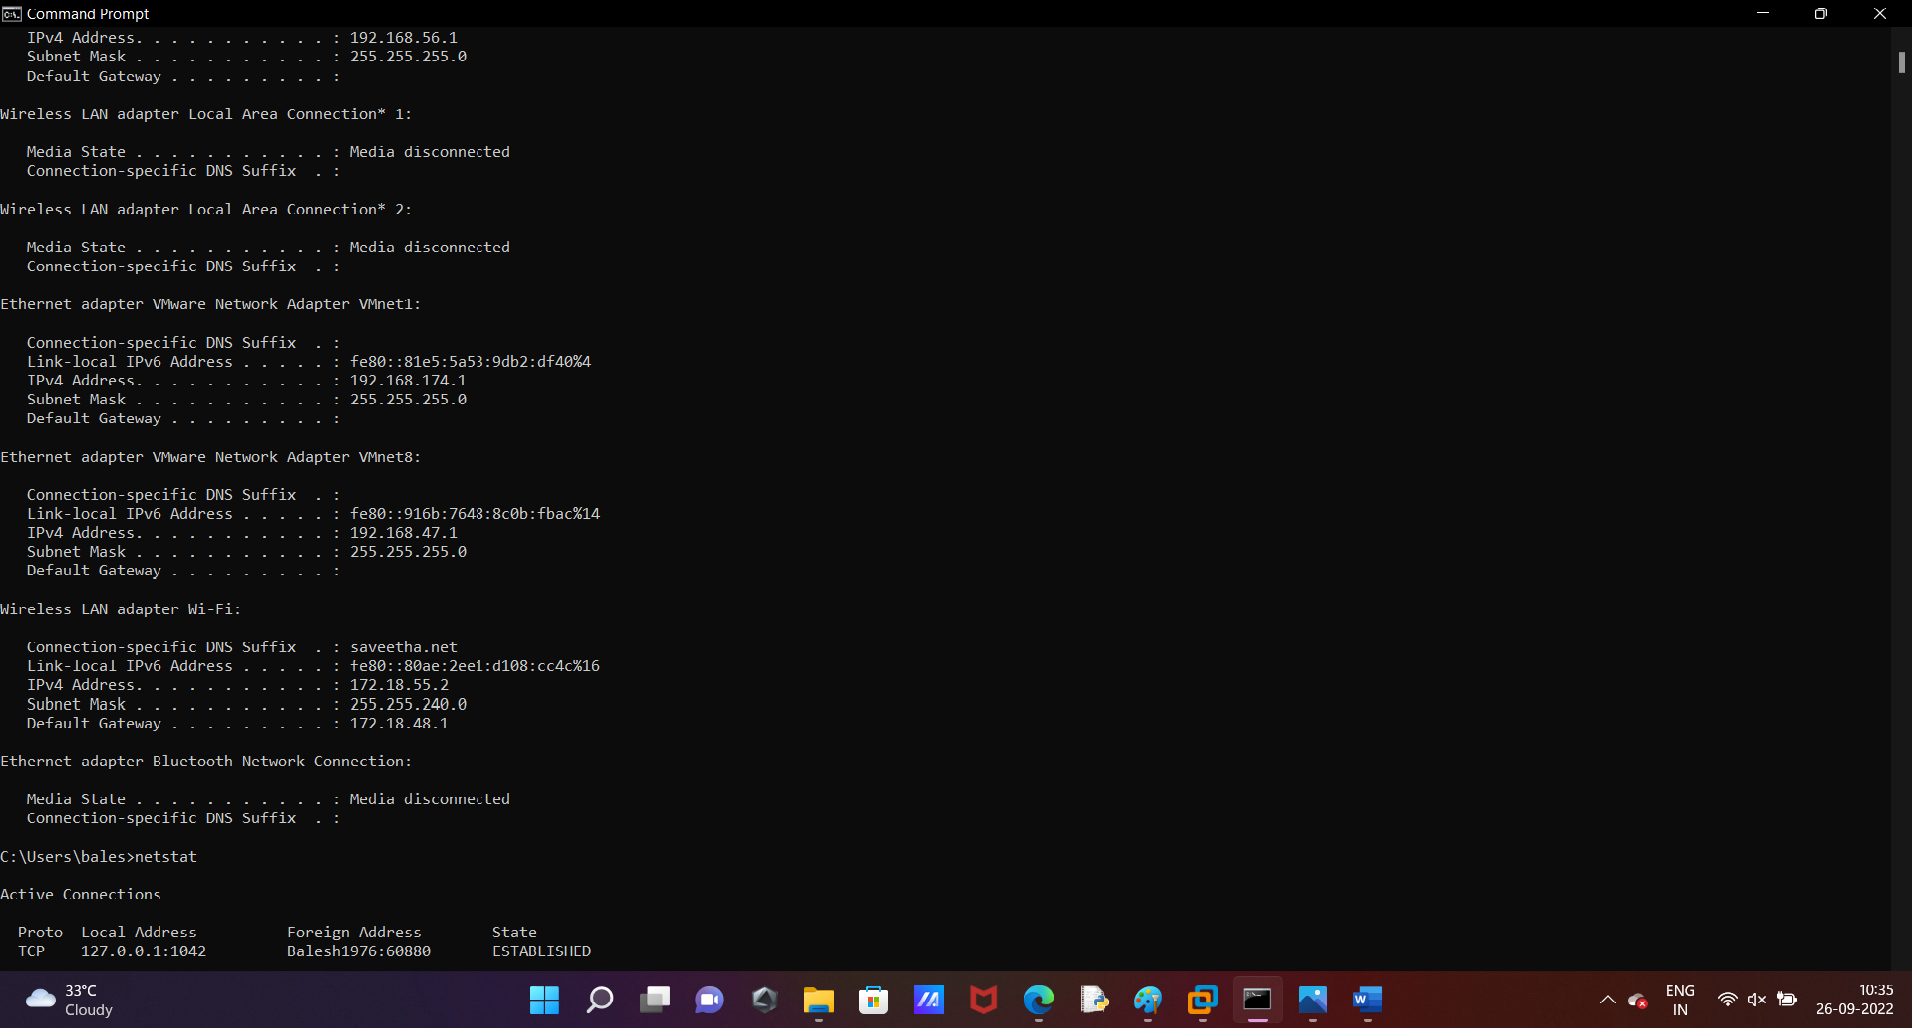 Command Prompt
IPv4 Address. . . . . . . . . . . : 192.168.56.1
Subnet Mask . . . . . . . . . . . : 255.255.255.0
Default Gateway . . . . . . . . . :
Wireless LAN adapter Local Area Connection* 1:
Media State . . . . . . . . . . . : Media disconnected
Connection-specific DNS Suffix  . :
Wireless LAN adapter Local Area Connection* 2:
Media State . . . . . . . . . . . : Media disconnected
Connection-specific DNS Suffix  . :
Ethernet adapter VMware Network Adapter VMnet1:
Connection-specific DNS Suffix  . :
Link-local IPv6 Address . . . . . : fe80::81e5:5a53:9db2:df40%4
IPv4 Address. . . . . . . . . . . : 192.168.174.1
Subnet Mask . . . . . . . . . . . : 255.255.255.0
Default Gateway . . . . . . . . . :
Ethernet adapter VMware Network Adapter VMnet8:
Connection-specific DNS Suffix  . :
Link-local IPv6 Address . . . . . : fe80::916b:7648:8c0b:fbac%14
IPv4 Address. . . . . . . . . . . : 192.168.47.1
Subnet Mask . . . . . . . . . . . : 255.255.255.0
Default Gateway . . . . . . . . . :
Wireless LAN adapter Wi-Fi:
Connection-specific DNS Suffix  . : saveetha.net
Link-local IPv6 Address . . . . . : fe80::80ae:2ee1:d108:cc4c%16
IPv4 Address. . . . . . . . . . . : 172.18.55.2
Subnet Mask . . . . . . . . . . . : 255.255.240.0
Default Gateway . . . . . . . . . : 172.18.48.1
Ethernet adapter Bluetooth Network Connection:
Media State . . . . . . . . . . . : Media disconnected
Connection-specific DNS Suffix  . :
C:\Users\bales>netstat
Active Connections
Proto  Local Address          Foreign Address        State
TCP    127.0.0.1:1042         Balesh1976:60880       ESTABLISHED
33°C
Cloudy
ENG
IN
10:35
26-09-2022